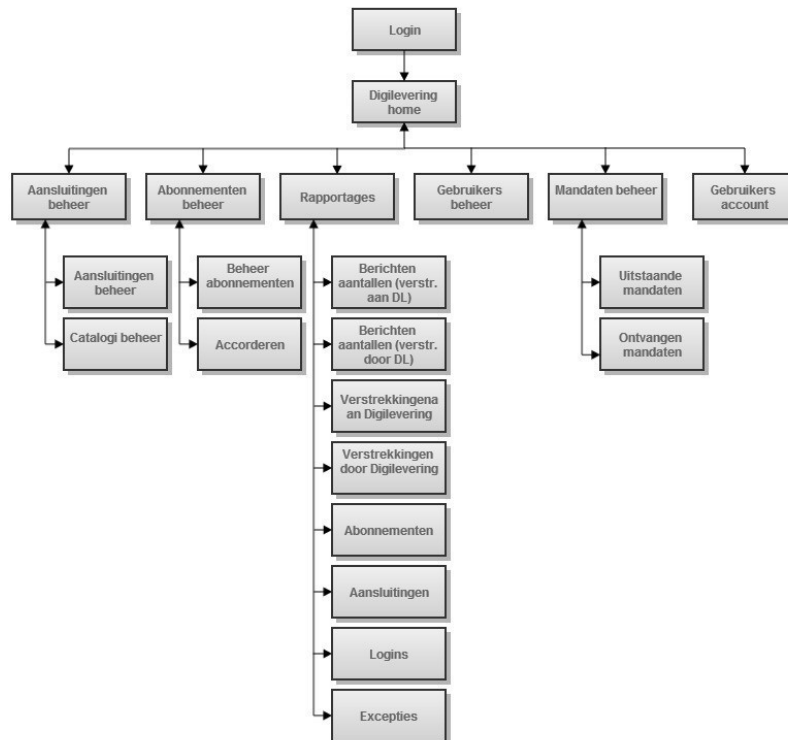 Login
Digilevering
home
Aansluitingen
beheer
Abonnementen
beheer
Rapportages
Gebruikers
beheer
Mandaten beheer
Gebruikers
account
Aansluitingen
beheer
Catalogi beheer
Beheer
abonnementen
Accorderen
Berichten
aantallen (verstr.
aan DL)
Berichten
aantallen (verstr.
door DL)
Verstrekkingena
an Digilevering
Verstrekkingen
door Digilevering
Abonnementen
Aansluitingen
Logins
Excepties
Uitstaande
mandaten
Ontvangen
mandaten